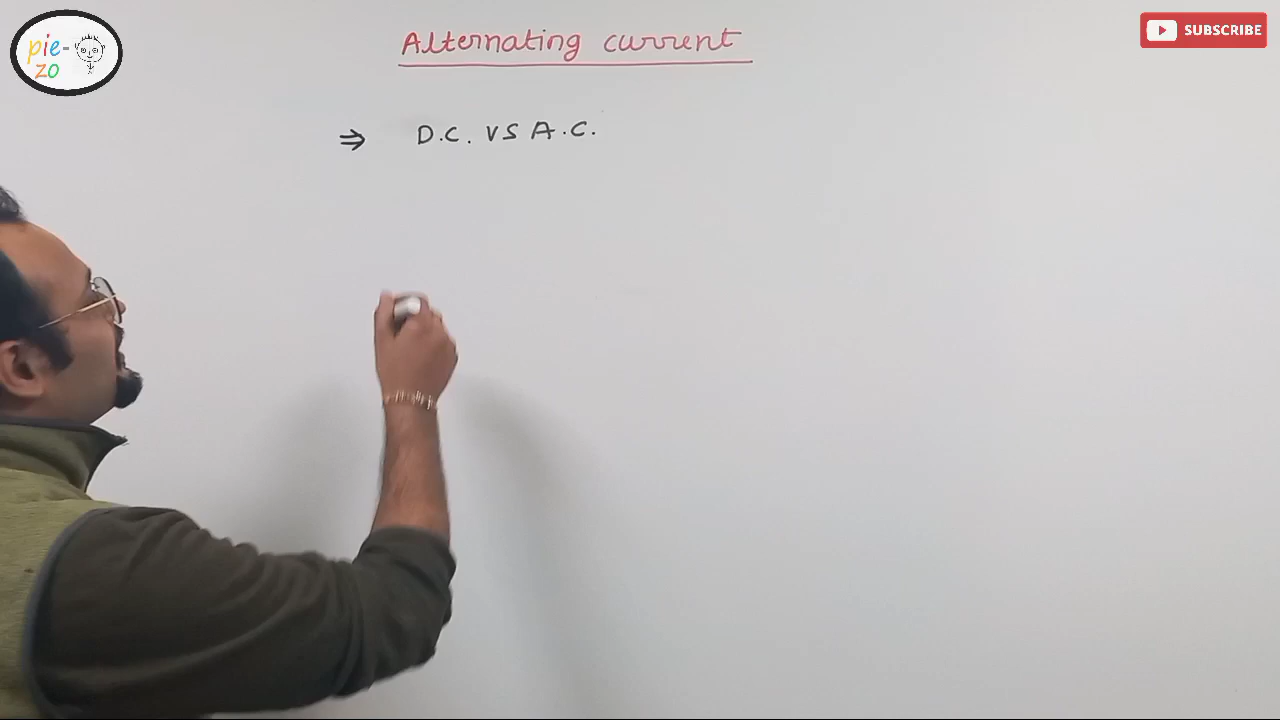 pie-
zo
SUBSCRIBE
Alternating current
⇒ D.C. VS A.C.